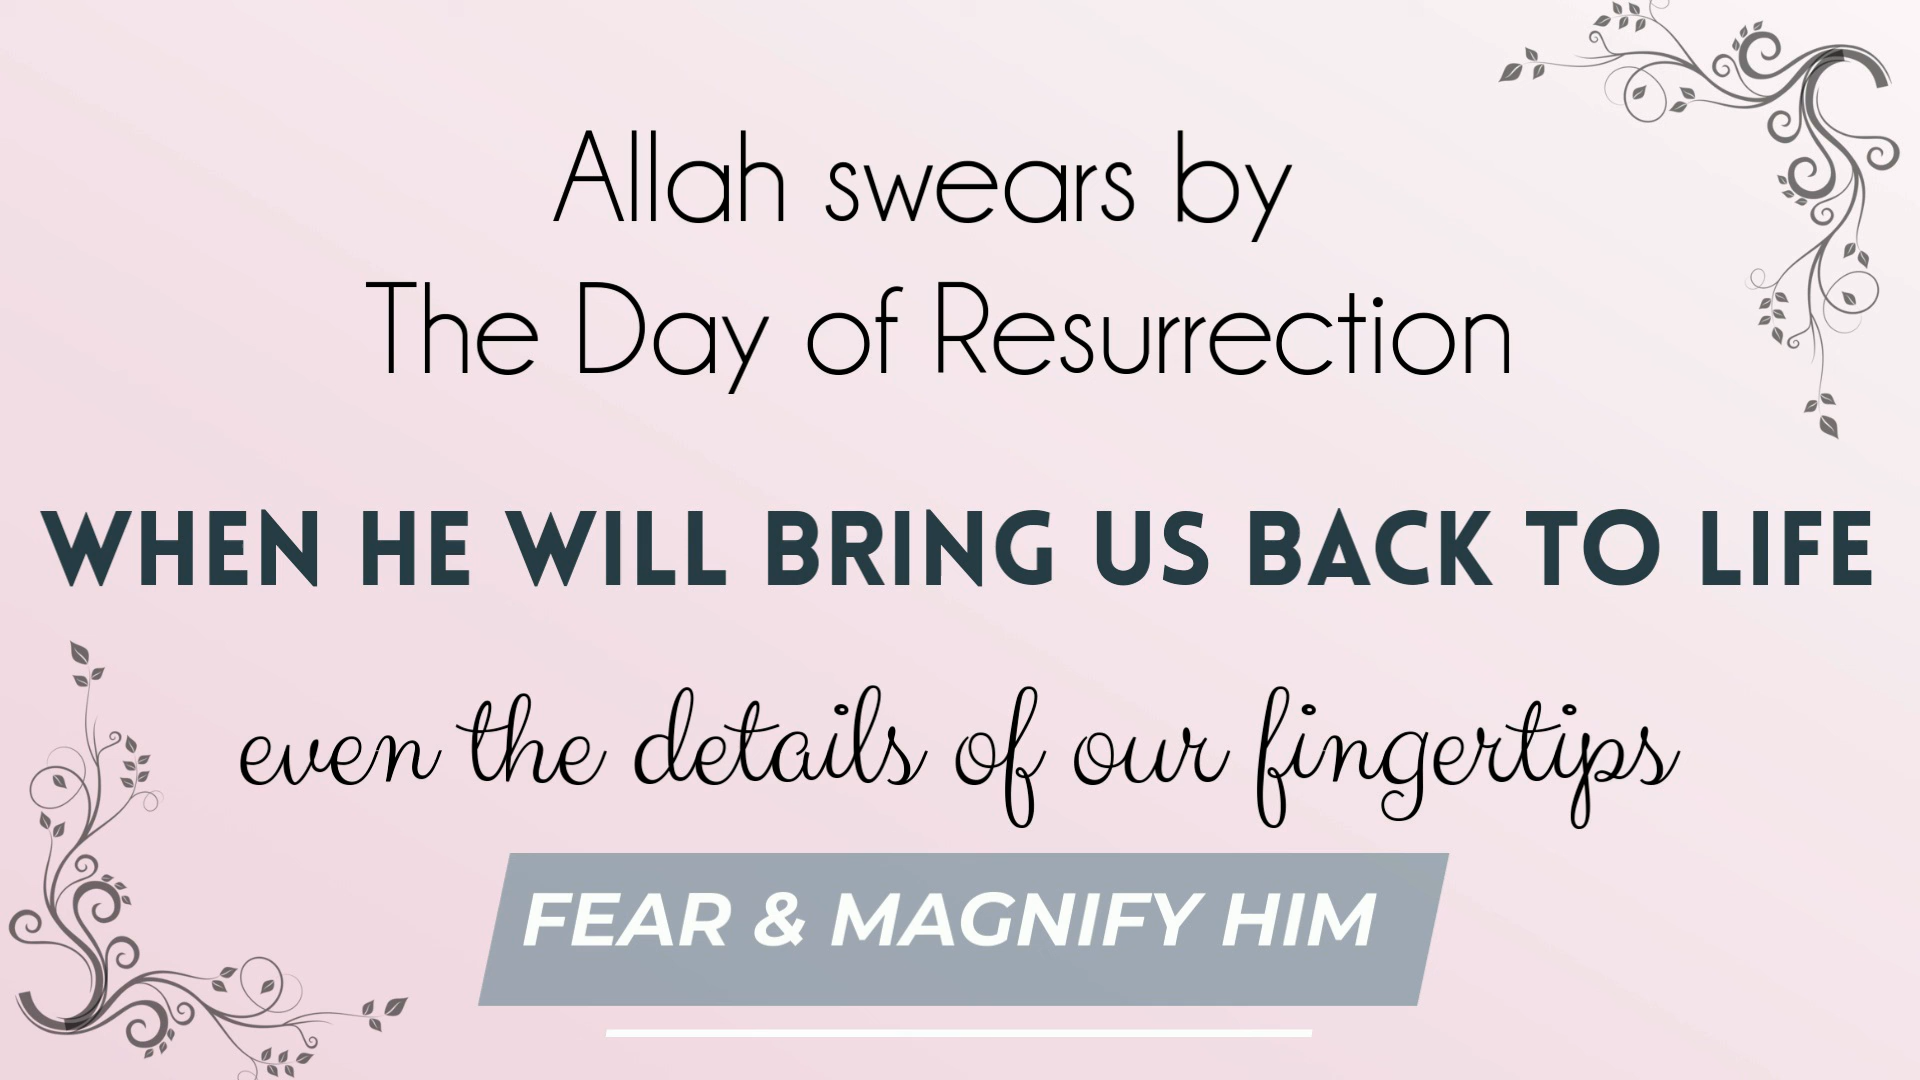 Allah swears by
The Day of Resurrection
WHEN HE WILL BRING US BACK TO LIFE
even the details of our fingertips
FEAR & MAGNIFY HIM